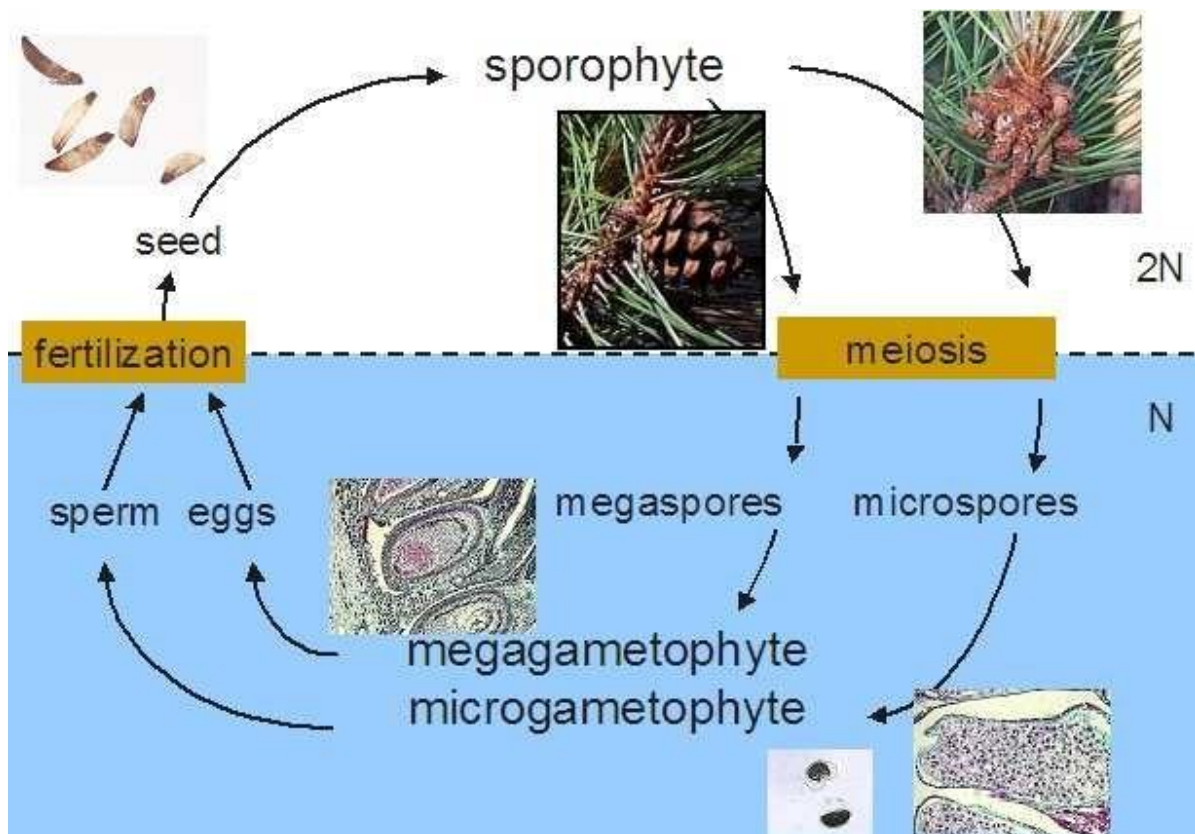 sporophyte
seed
2N
fertilization
meiosis
N
sperm
eggs
megaspores
microspores
megagametophyte
microgametophyte